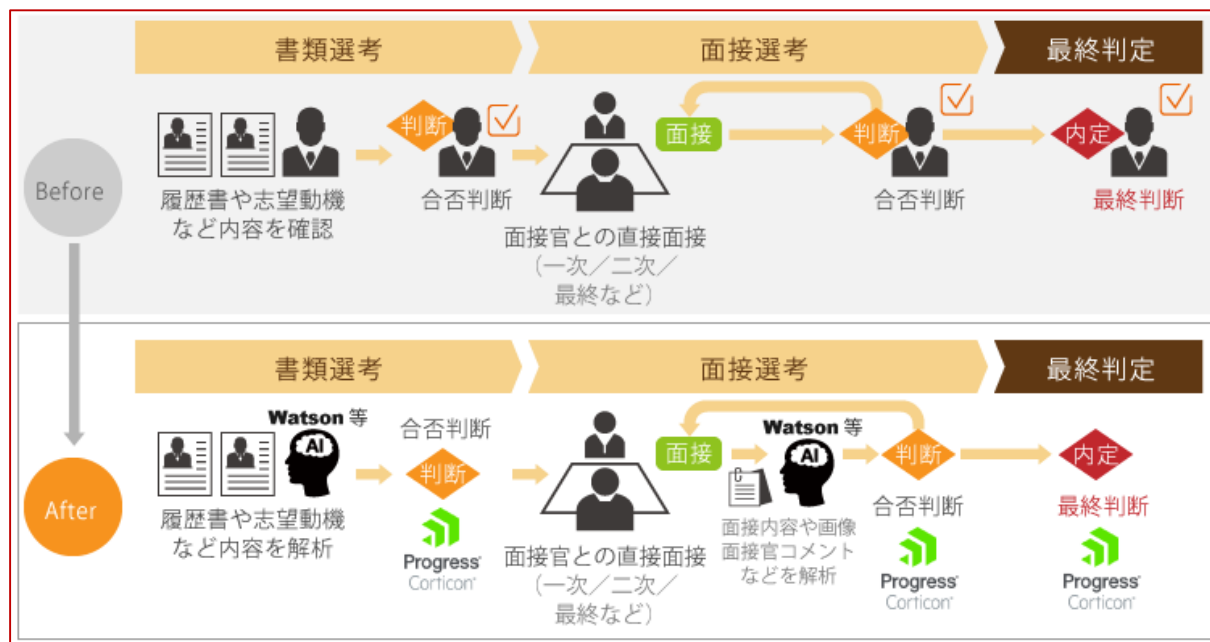 書類選考
面接選考
最終判定
Before
判断
面接
判断
内定
履歴書や志望動機
など内容を確認
合否判断
合否判断
最終判断
面接官との直接面接
(一次／二次／
最終など)
書類選考
面接選考
最終判定
After
Watson 等
AI
合否判断
判断
面接
Watson 等
AI
判断
内定
履歴書や志望動機
など内容を解析
Progress®
Corticon®
面接官との直接面接
(一次／二次／
最終など)
面接内容や画像
面接官コメント
などを解析
合否判断
Progress®
Corticon®
最終判断
Progress®
Corticon®